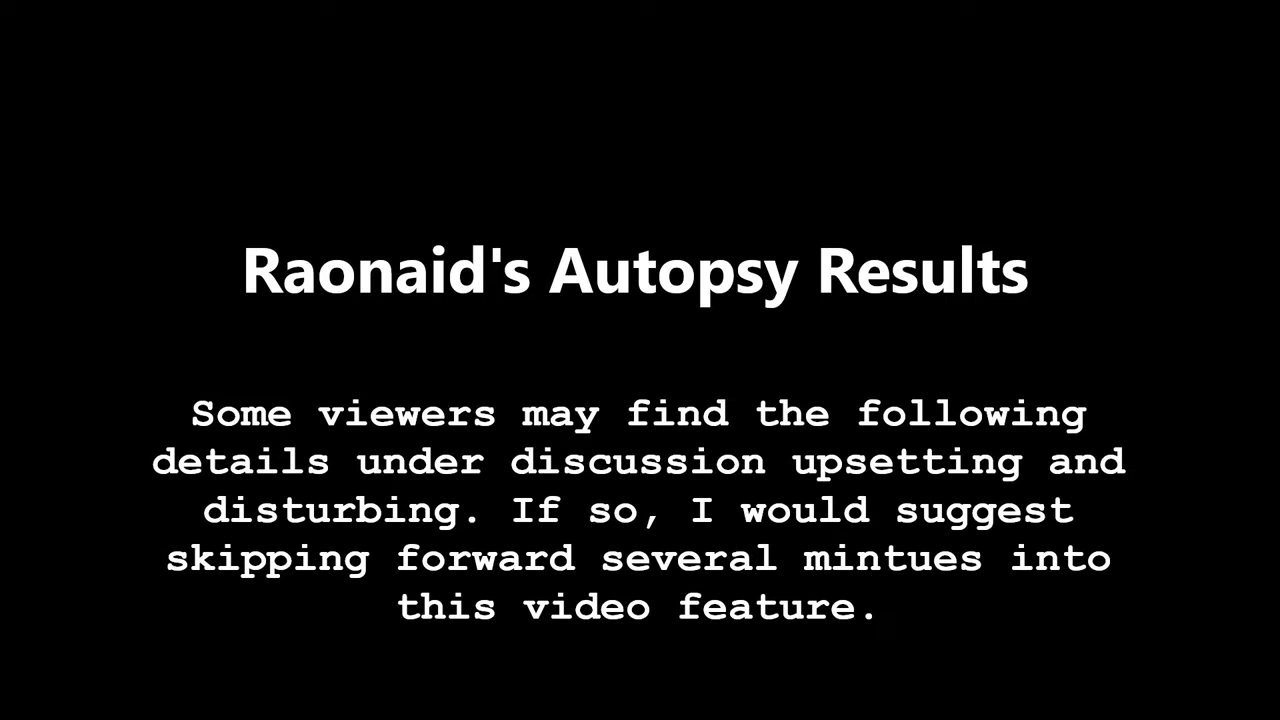 Raonaid's Autopsy Results
Some viewers may find the following
details under discussion upsetting and
disturbing. If so, I would suggest
skipping forward several mintues into
this video feature.